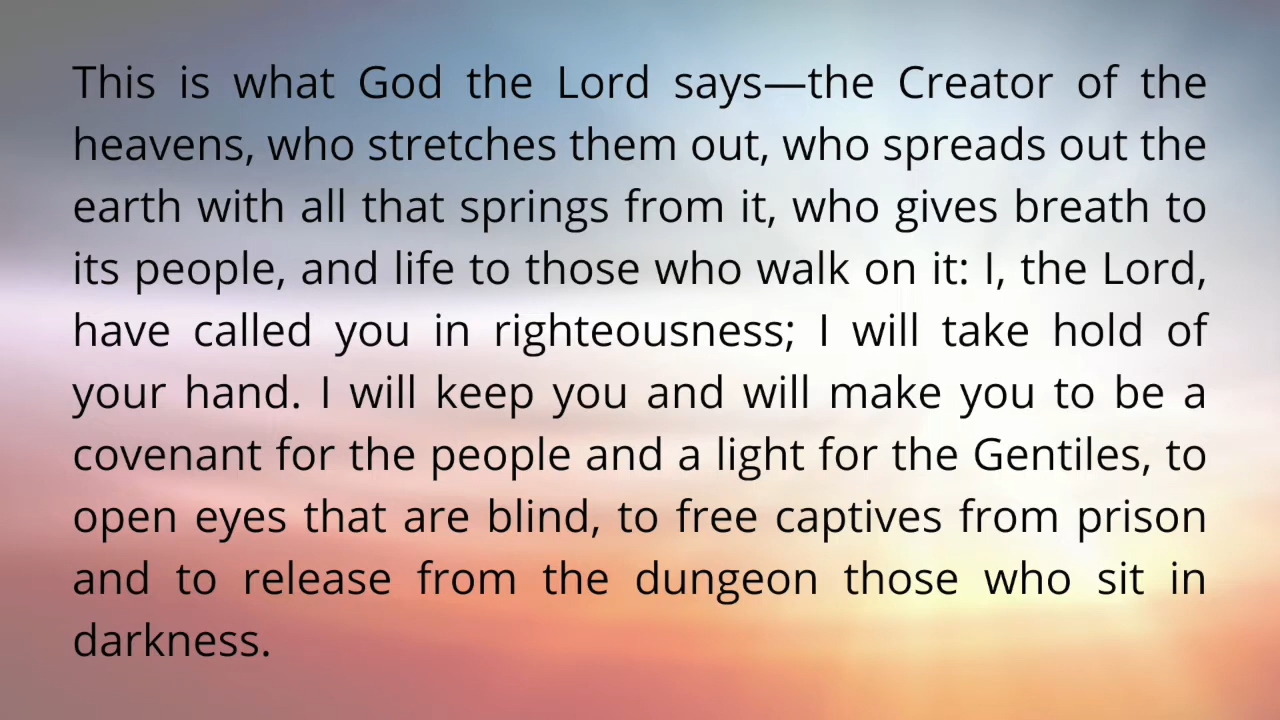 This is what God the Lord says—the Creator of the
heavens, who stretches them out, who spreads out the
earth with all that springs from it, who gives breath to
its people, and life to those who walk on it: I, the Lord,
have called you in righteousness; I will take hold of
your hand. I will keep you and will make you to be a
covenant for the people and a light for the Gentiles, to
open eyes that are blind, to free captives from prison
and to release from the dungeon those who sit in
darkness.